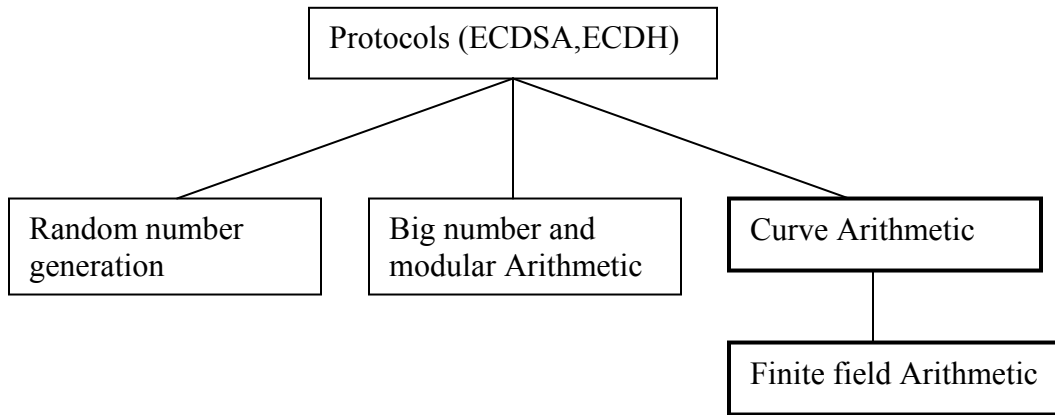 Protocols (ECDSA,ECDH)
Random number
generation
Big number and
modular Arithmetic
Curve Arithmetic
Finite field Arithmetic